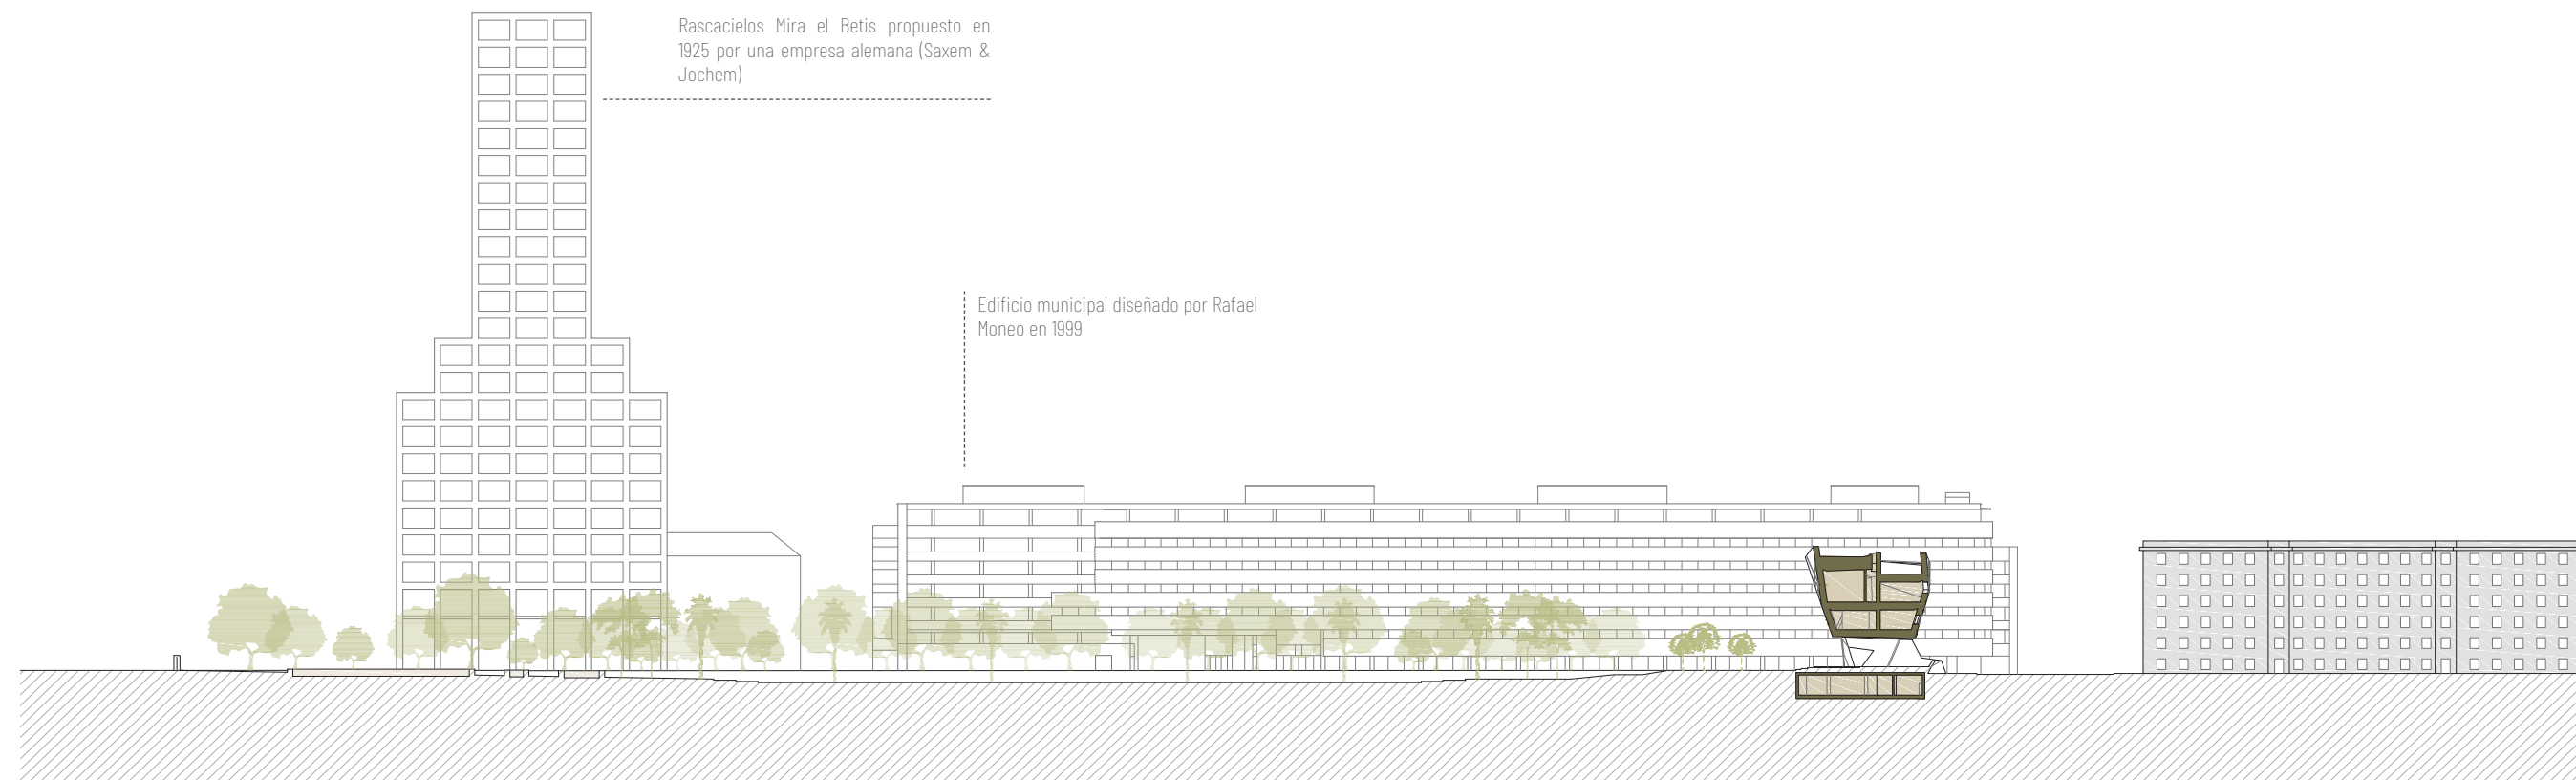 Rascacielos Mira el Betis propuesto en
1925 por una empresa alemana (Saxem &
Jochem)
Edificio municipal diseñado por Rafael
Moneo en 1999